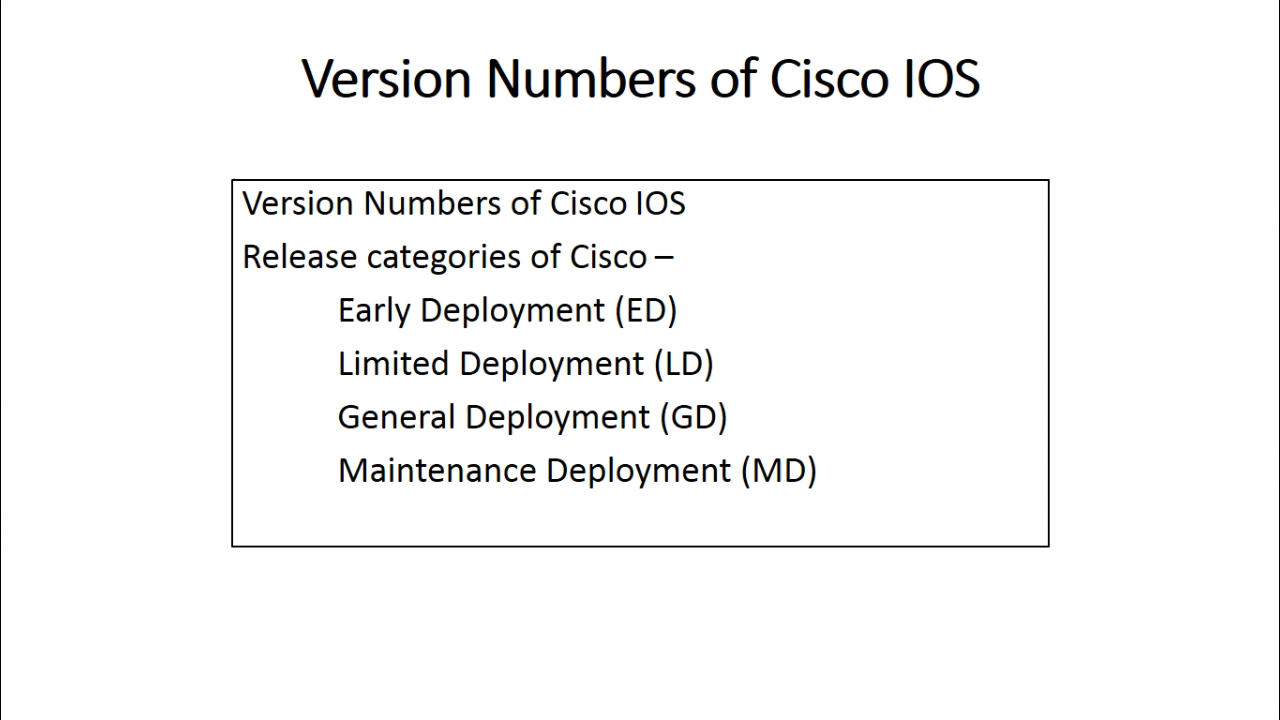 Version Numbers of Cisco IOS
Version Numbers of Cisco IOS
Release categories of Cisco –
Early Deployment (ED)
Limited Deployment (LD)
General Deployment (GD)
Maintenance Deployment (MD)